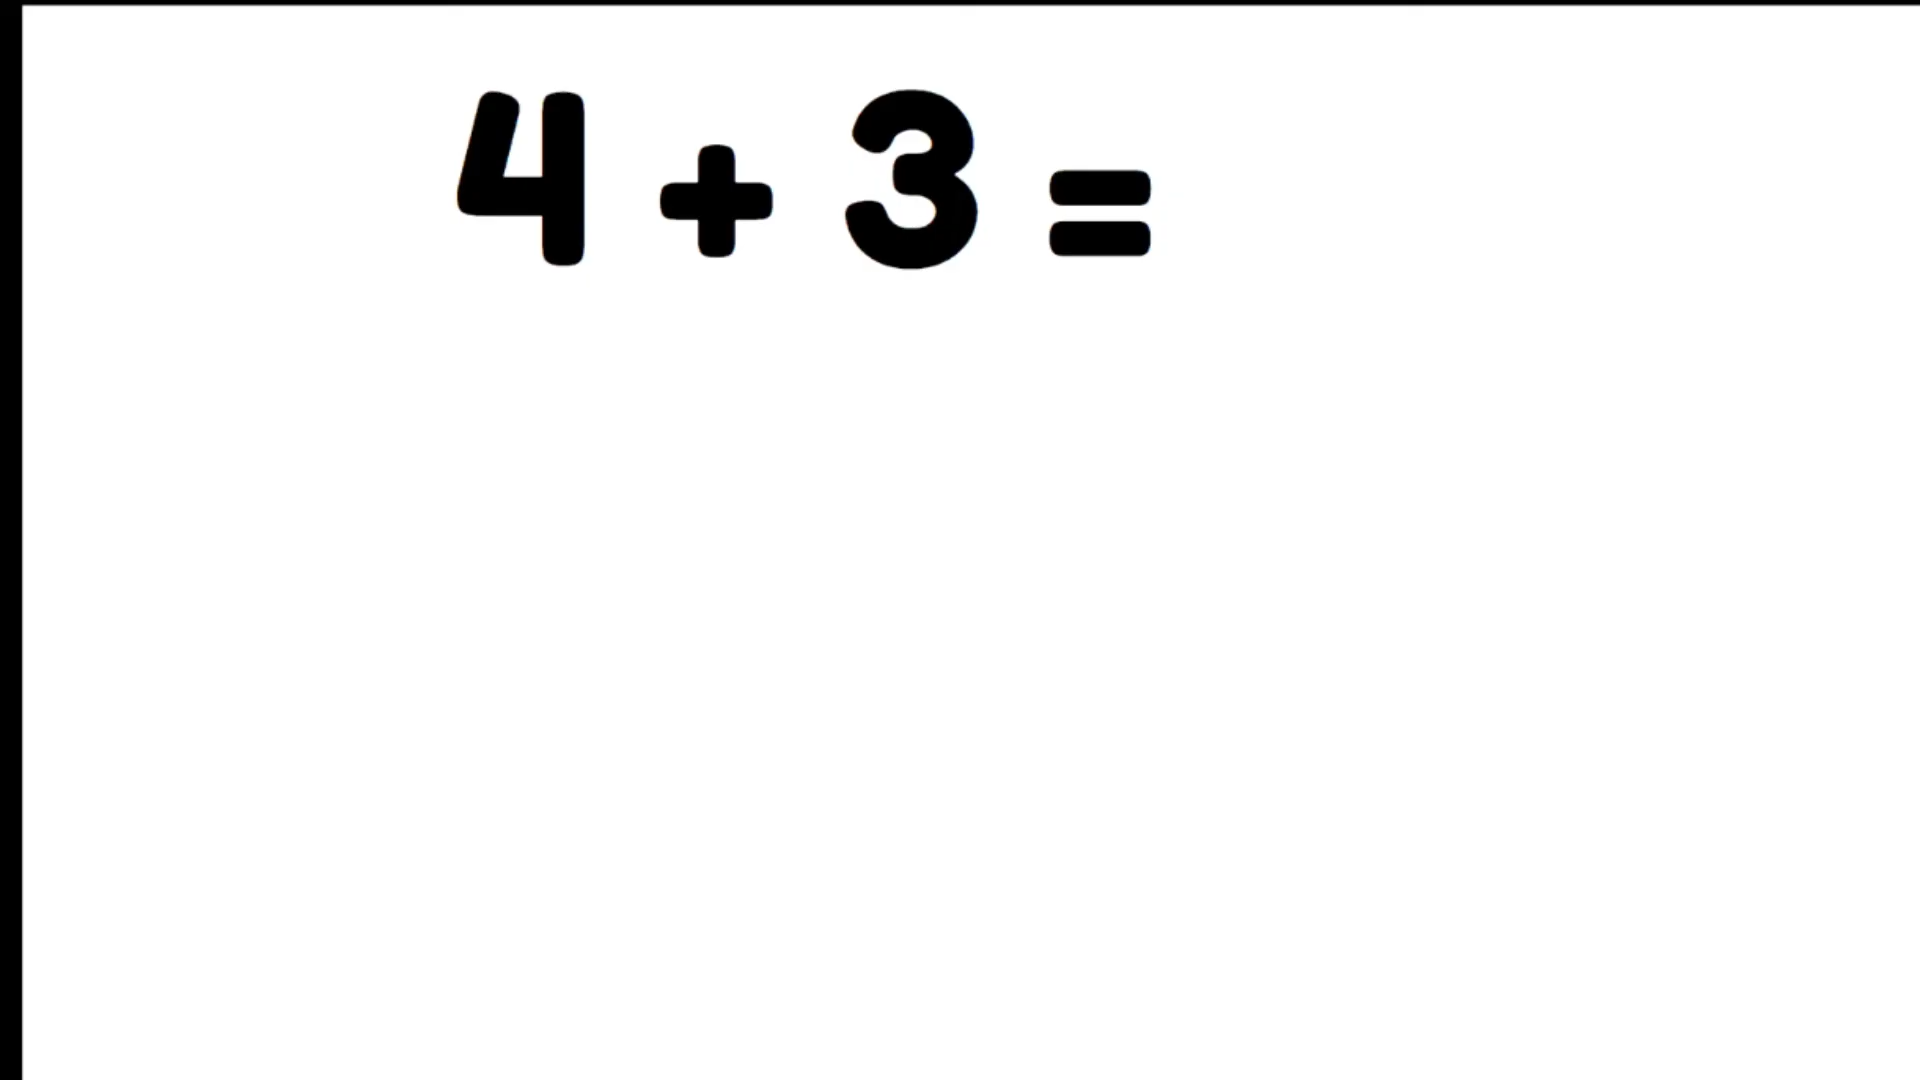 4 + 3 =